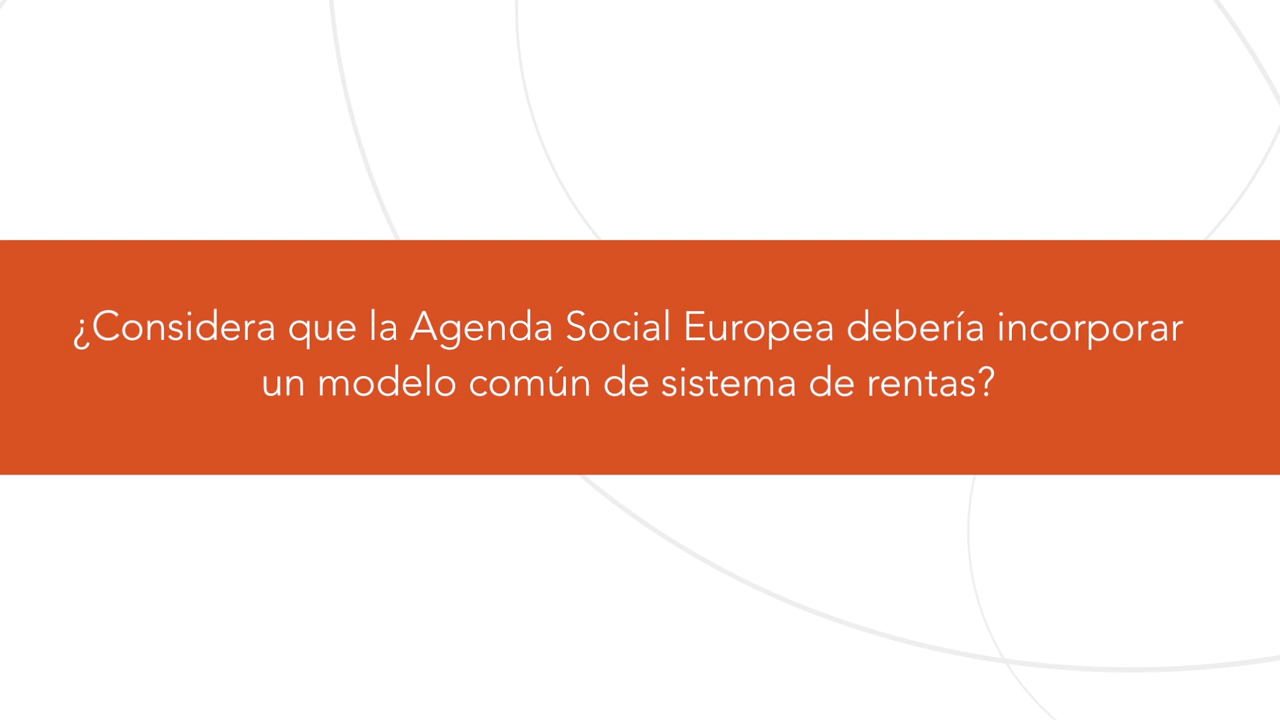 ¿Considera que la Agenda Social Europea debería incorporar
un modelo común de sistema de rentas?